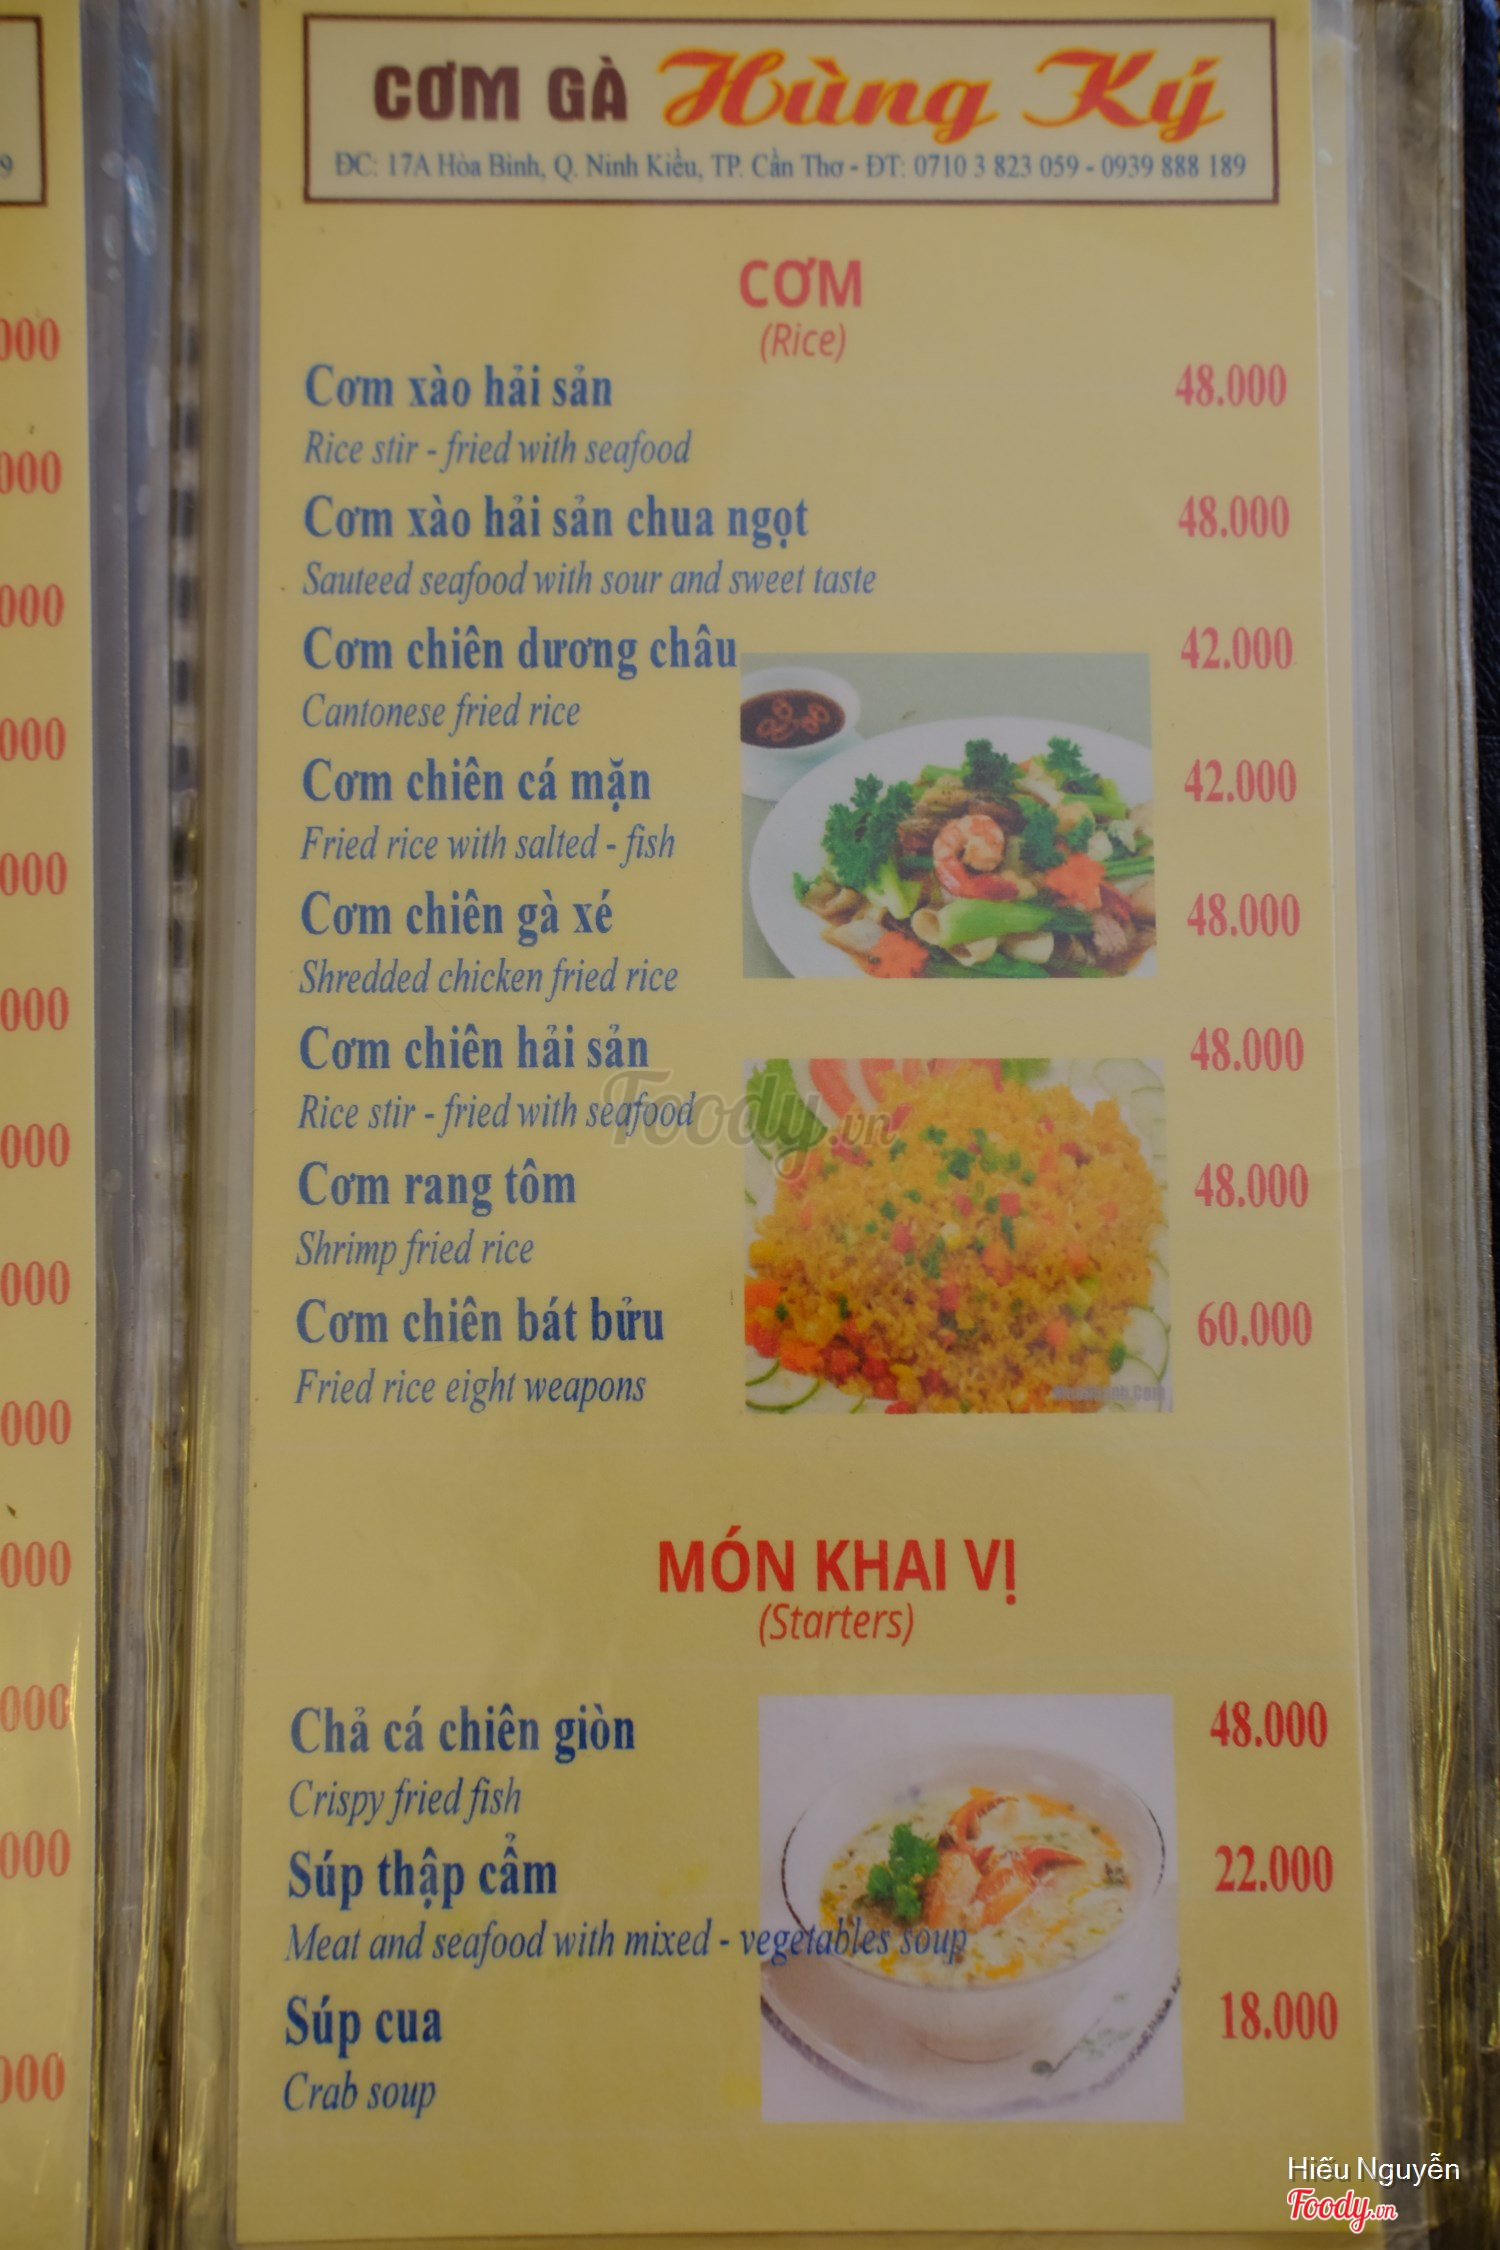 CƠM GÀ Hùng Ký
ĐC: 17A Hòa Bình, Q. Ninh Kiều, TP. Cần Thơ - ĐT: 0710 3 823 059 - 0939 888 189
CƠM
(Rice)
Cơm xào hải sản 48.000
Rice stir - fried with seafood
Cơm xào hải sản chua ngọt 48.000
Sauteed seafood with sour and sweet taste
Cơm chiên dương châu 42.000
Cantonese fried rice
Cơm chiên cá mặn 42.000
Fried rice with salted - fish
Cơm chiên gà xé 48.000
Shredded chicken fried rice
Cơm chiên hải sản 48.000
Rice stir - fried with seafood
Foody.vn
Cơm rang tôm 48.000
Shrimp fried rice
Cơm chiên bát bửu 60.000
Fried rice eight weapons
MÓN KHAI VỊ
(Starters)
Chả cá chiên giòn 48.000
Crispy fried fish
Súp thập cẩm 22.000
Meat and seafood with mixed - vegetables soup
Súp cua 18.000
Crab soup
Hiếu Nguyễn
Foody.vn